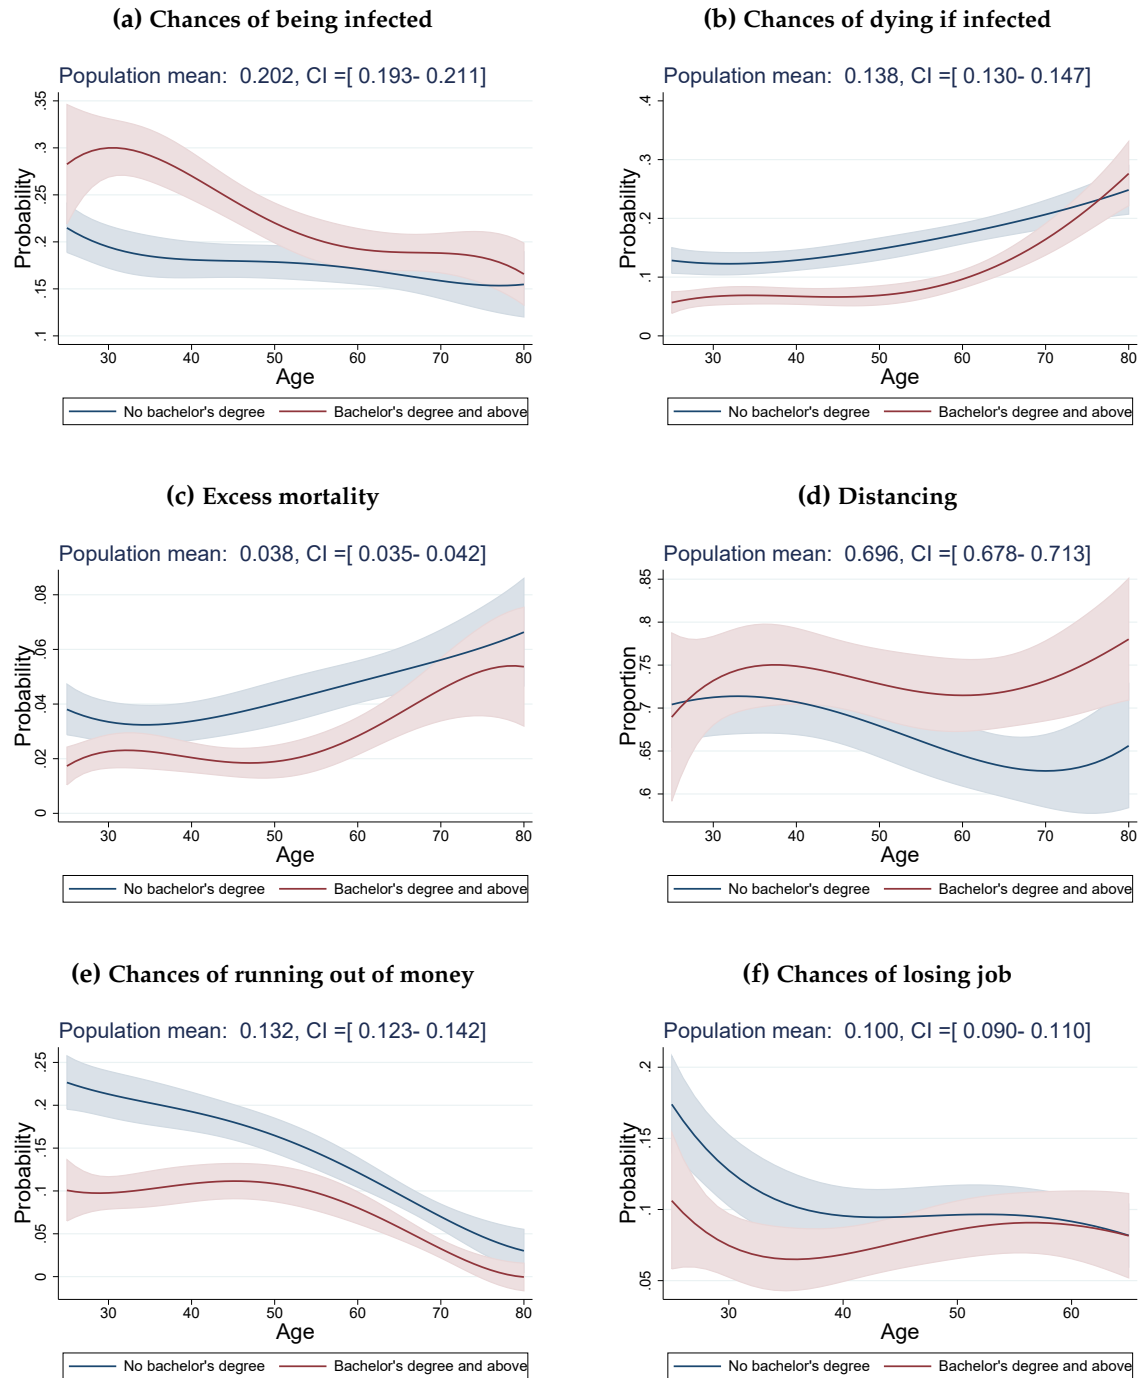 (a) Chances of being infected
Population mean:  0.202, CI =[ 0.193- 0.211]
Probability
.35
.3
.25
.2
.15
.1
30 40 50 60 70 80
Age
No bachelor's degree Bachelor's degree and above
(b) Chances of dying if infected
Population mean:  0.138, CI =[ 0.130- 0.147]
Probability
.4
.3
.2
.1
0
30 40 50 60 70 80
Age
No bachelor's degree Bachelor's degree and above
(c) Excess mortality
Population mean:  0.038, CI =[ 0.035- 0.042]
Probability
.08
.06
.04
.02
0
30 40 50 60 70 80
Age
No bachelor's degree Bachelor's degree and above
(d) Distancing
Population mean:  0.696, CI =[ 0.678- 0.713]
Proportion
.85
.8
.75
.7
.65
.6
30 40 50 60 70 80
Age
No bachelor's degree Bachelor's degree and above
(e) Chances of running out of money
Population mean:  0.132, CI =[ 0.123- 0.142]
Probability
.25
.2
.15
.1
.05
0
30 40 50 60 70 80
Age
No bachelor's degree Bachelor's degree and above
(f) Chances of losing job
Population mean:  0.100, CI =[ 0.090- 0.110]
Probability
.2
.15
.1
.05
30 40 50 60
Age
No bachelor's degree Bachelor's degree and above